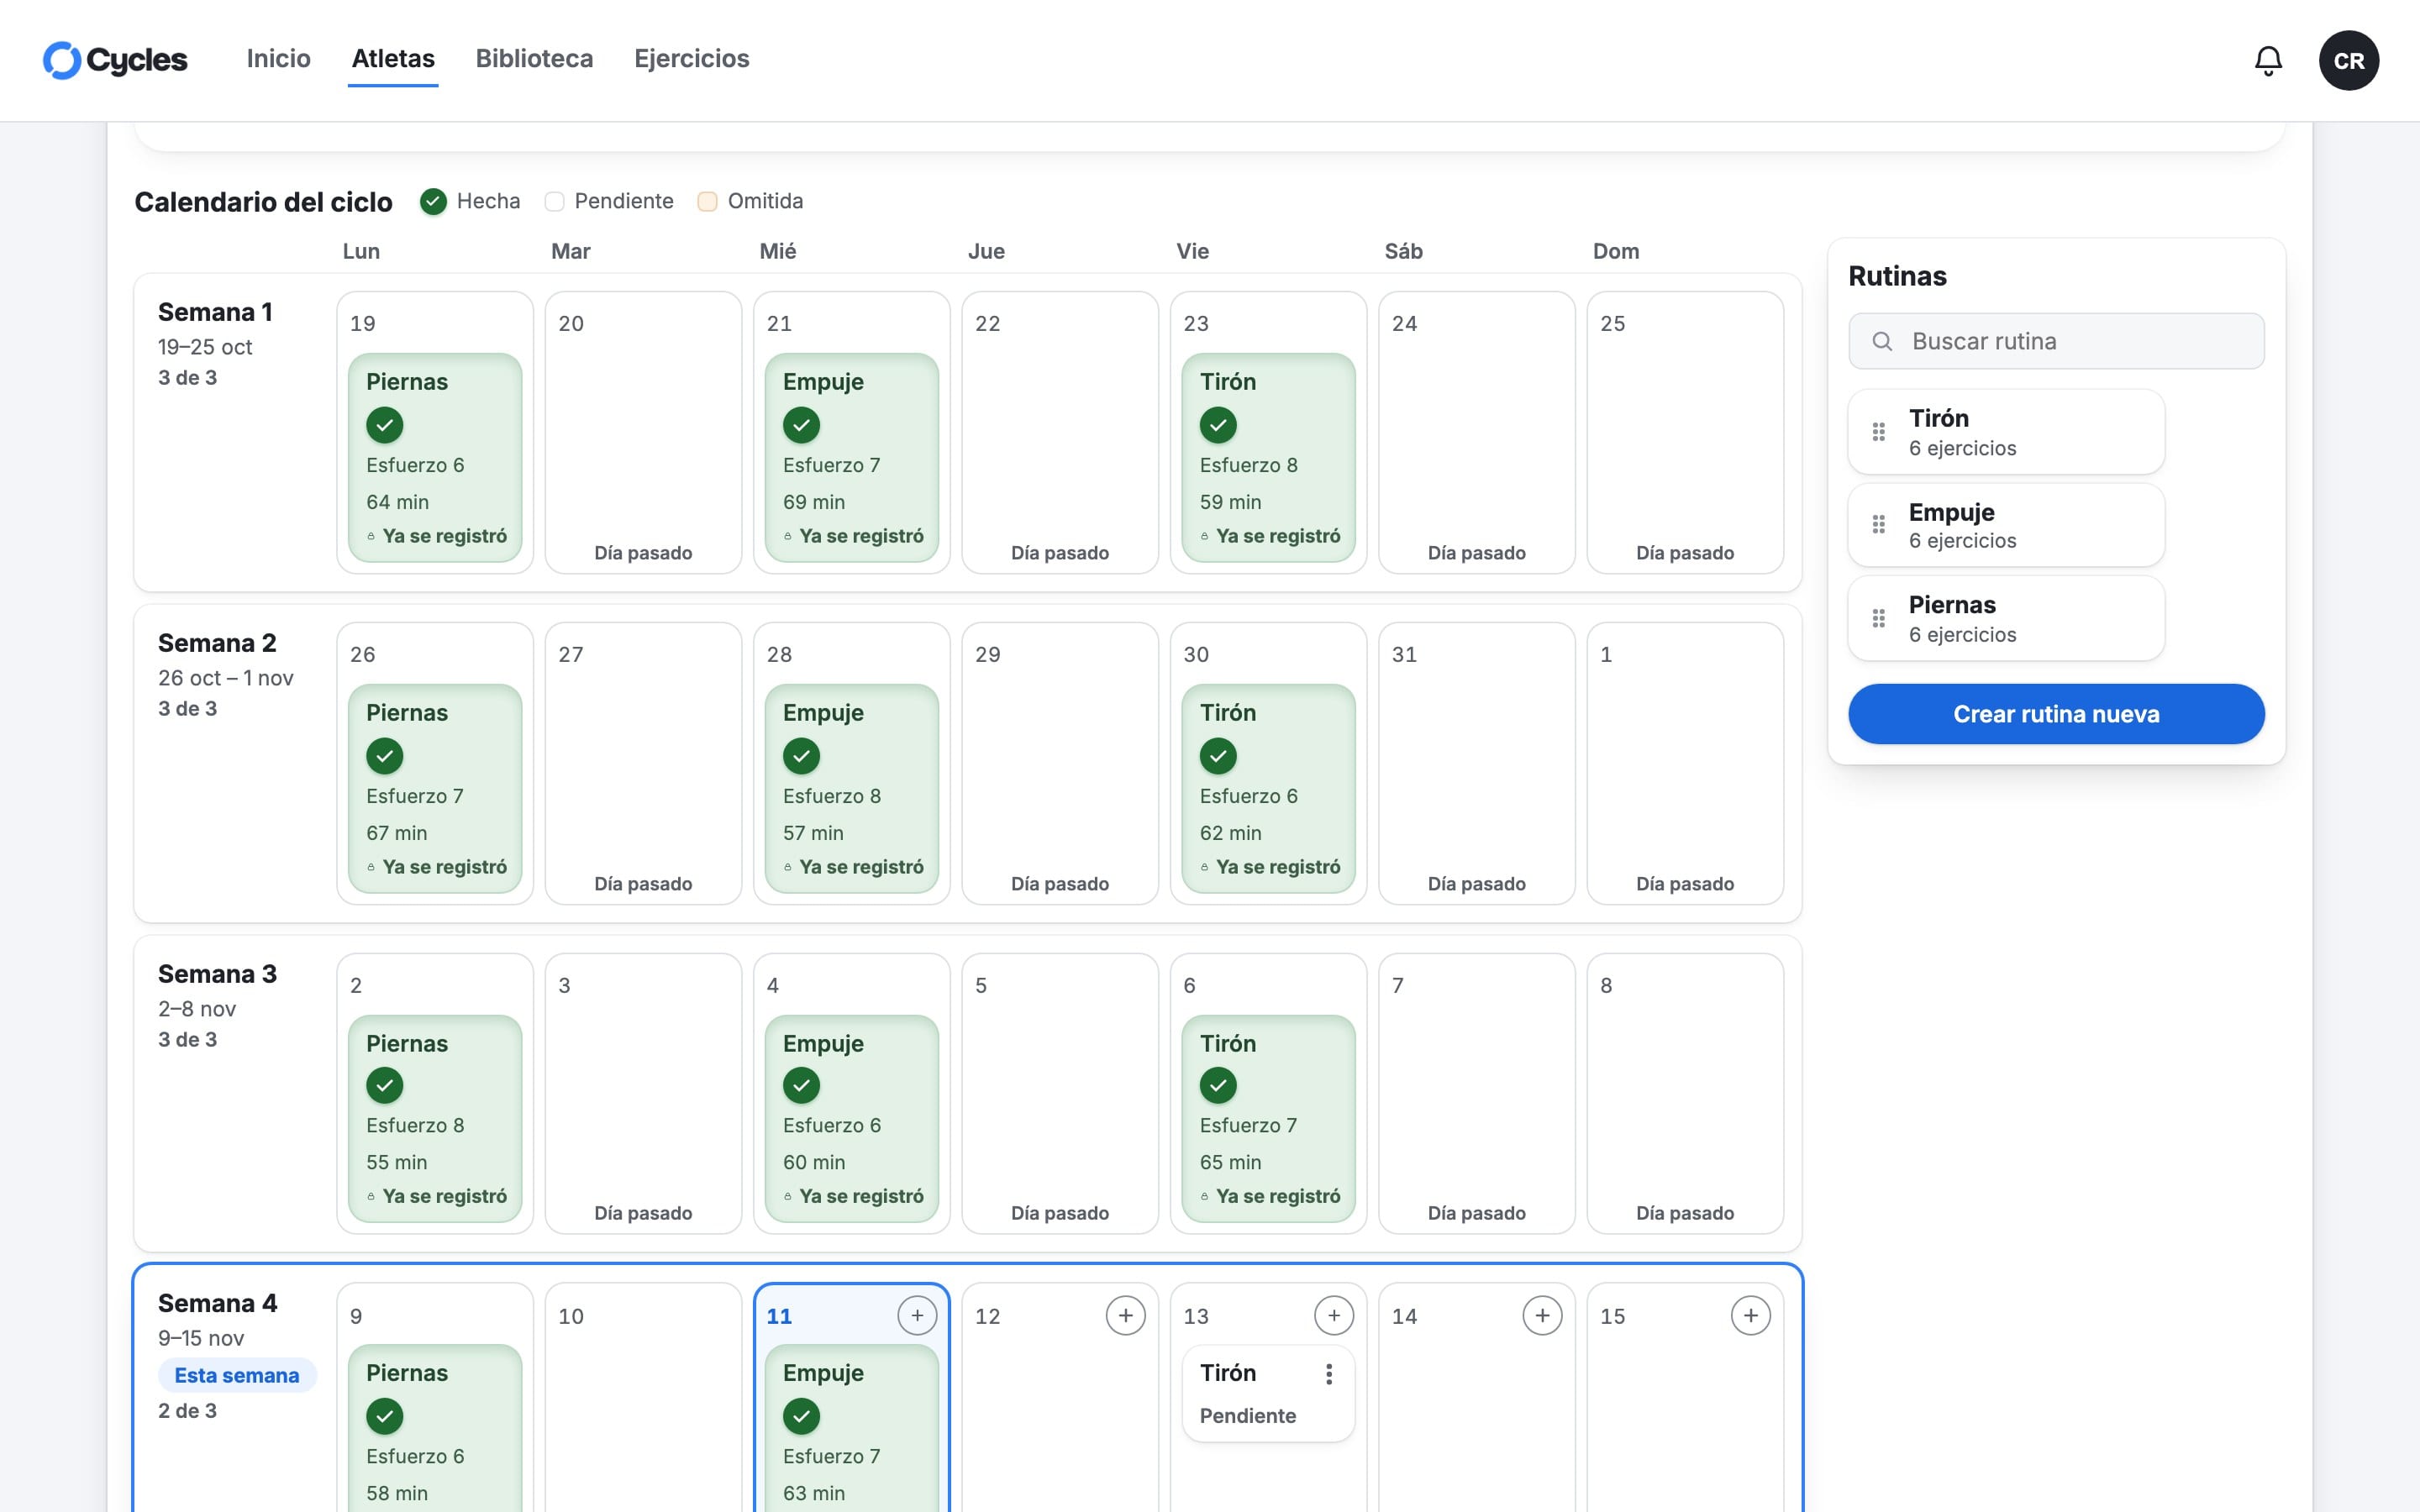 Cycles
Inicio
Atletas
Biblioteca
Ejercicios
CR
Calendario del ciclo
Hecha
Pendiente
Omitida
Lun
Mar
Mié
Jue
Vie
Sáb
Dom
Semana 1
19–25 oct
3 de 3
19
Piernas
Esfuerzo 6
64 min
Ya se registró
20
Día pasado
21
Empuje
Esfuerzo 7
69 min
Ya se registró
22
Día pasado
23
Tirón
Esfuerzo 8
59 min
Ya se registró
24
Día pasado
25
Día pasado
Semana 2
26 oct – 1 nov
3 de 3
26
Piernas
Esfuerzo 7
67 min
Ya se registró
27
Día pasado
28
Empuje
Esfuerzo 8
57 min
Ya se registró
29
Día pasado
30
Tirón
Esfuerzo 6
62 min
Ya se registró
31
Día pasado
1
Día pasado
Semana 3
2–8 nov
3 de 3
2
Piernas
Esfuerzo 8
55 min
Ya se registró
3
Día pasado
4
Empuje
Esfuerzo 6
60 min
Ya se registró
5
Día pasado
6
Tirón
Esfuerzo 7
65 min
Ya se registró
7
Día pasado
8
Día pasado
Semana 4
9–15 nov
Esta semana
2 de 3
9
Piernas
Esfuerzo 6
58 min
10
11
Empuje
Esfuerzo 7
63 min
12
13
Tirón
Pendiente
14
15
Rutinas
Buscar rutina
Tirón
6 ejercicios
Empuje
6 ejercicios
Piernas
6 ejercicios
Crear rutina nueva